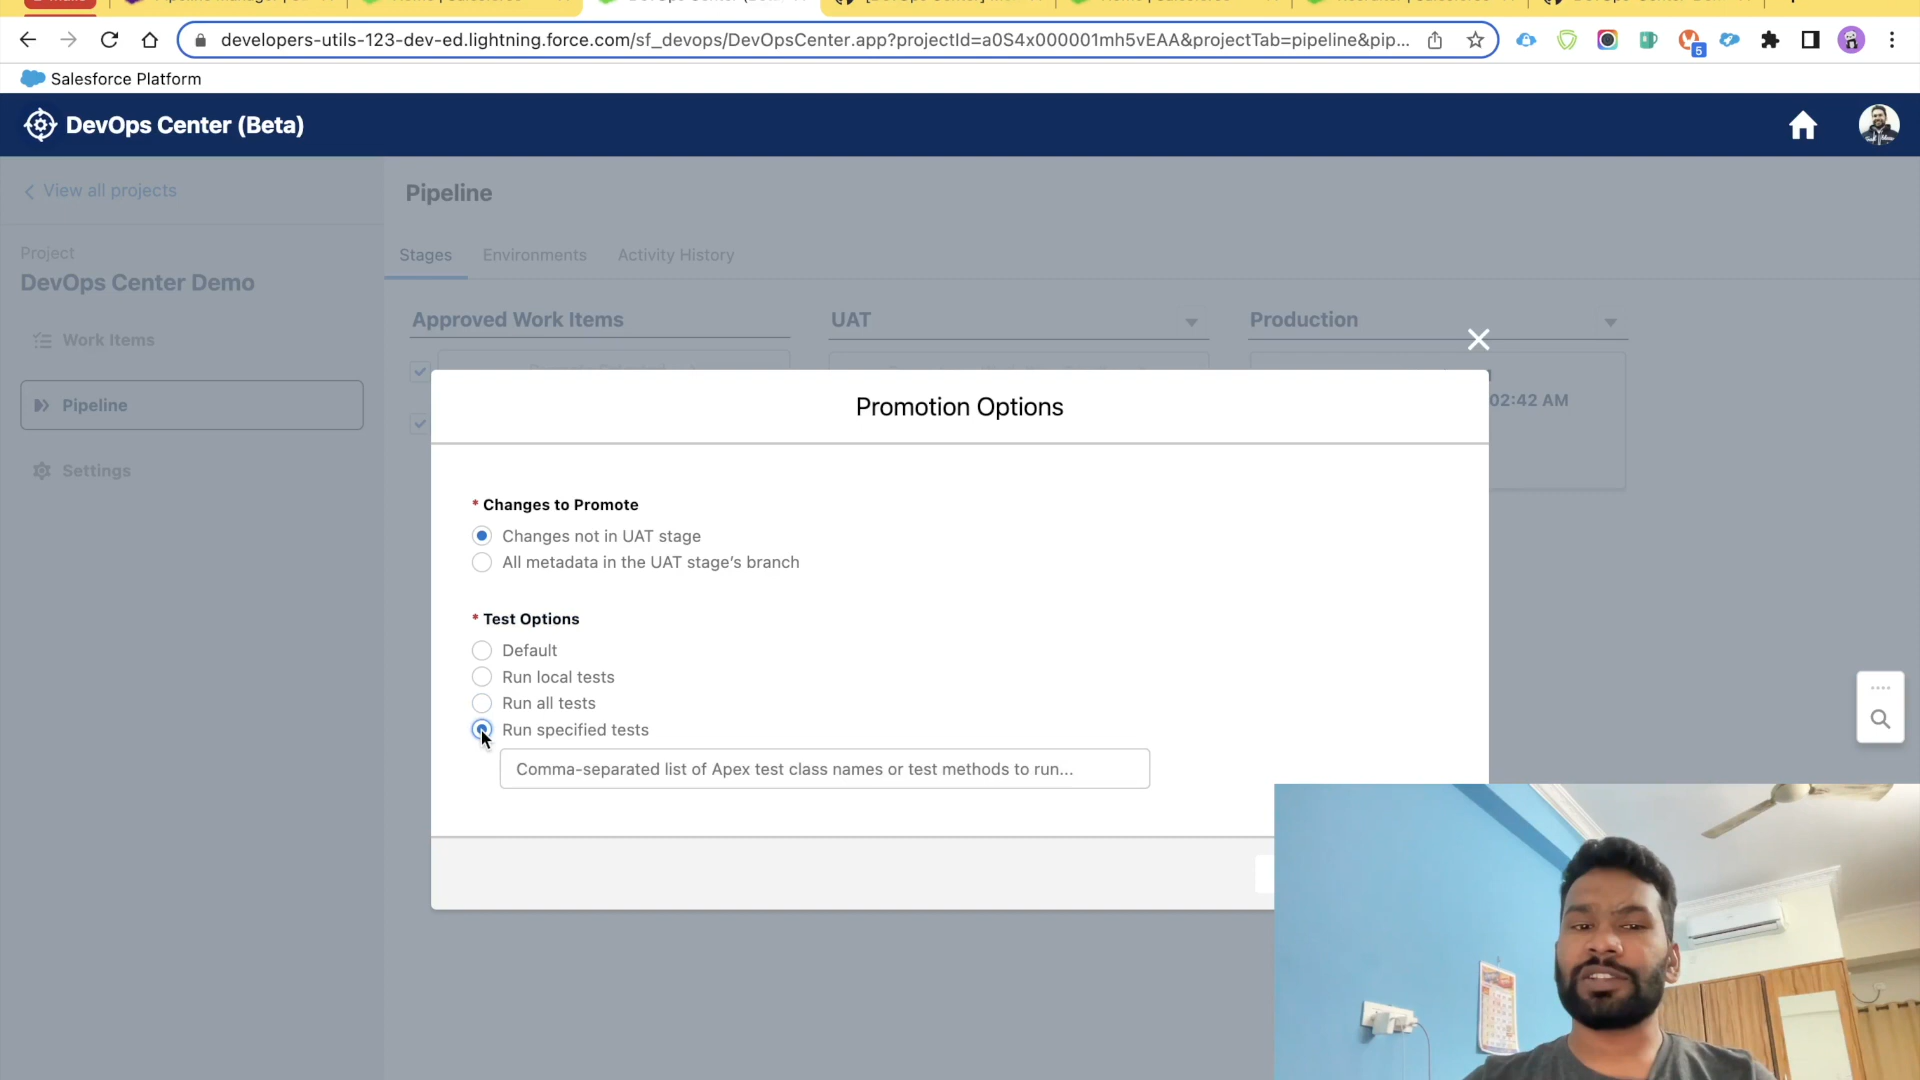 developers-utils-123-dev-ed.lightning.force.com/sf_devops/DevOpsCenter.app?projectId=a0S4x000001mh5vEAA&projectTab=pipeline&pip...
5
Salesforce Platform
DevOps Center (Beta)
View all projects
Project
DevOps Center Demo
Work Items
Pipeline
Settings
Pipeline
Stages Environments Activity History
Approved Work Items UAT Production
02:42 AM
Promotion Options
* Changes to Promote
Changes not in UAT stage
All metadata in the UAT stage's branch
* Test Options
Default
Run local tests
Run all tests
Run specified tests
Comma-separated list of Apex test class names or test methods to run...